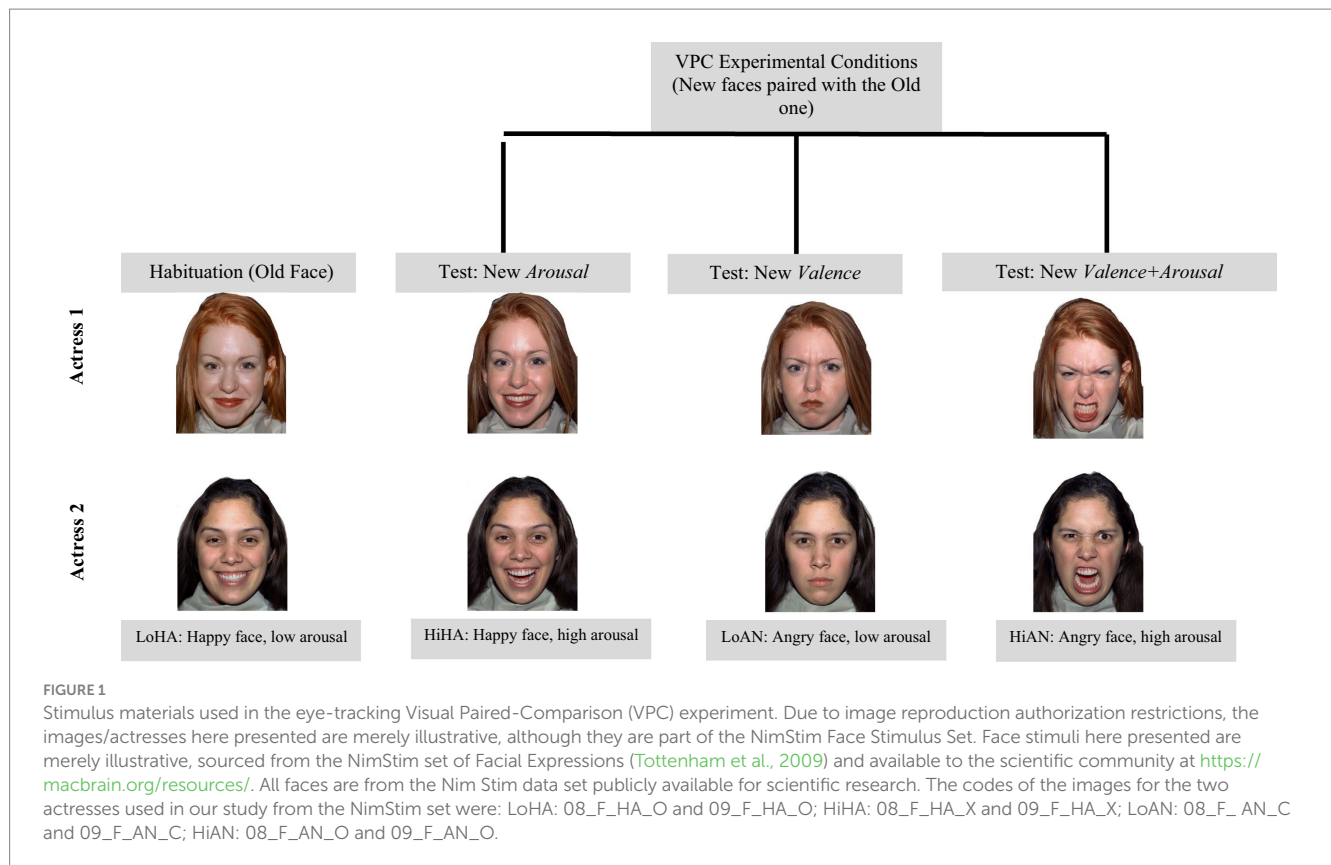 VPC Experimental Conditions
(New faces paired with the Old
one)
Habituation (Old Face)
Test: New Arousal
Test: New Valence
Test: New Valence+Arousal
Actress 1
Actress 2
LoHA: Happy face, low arousal
HiHA: Happy face, high arousal
LoAN: Angry face, low arousal
HiAN: Angry face, high arousal
FIGURE 1
Stimulus materials used in the eye-tracking Visual Paired-Comparison (VPC) experiment. Due to image reproduction authorization restrictions, the
images/actresses here presented are merely illustrative, although they are part of the NimStim Face Stimulus Set. Face stimuli here presented are
merely illustrative, sourced from the NimStim set of Facial Expressions (Tottenham et al., 2009) and available to the scientific community at https://
macbrain.org/resources/. All faces are from the Nim Stim data set publicly available for scientific research. The codes of the images for the two
actresses used in our study from the NimStim set were: LoHA: 08_F_HA_O and 09_F_HA_O; HiHA: 08_F_HA_X and 09_F_HA_X; LoAN: 08_F_ AN_C
and 09_F_AN_C; HiAN: 08_F_AN_O and 09_F_AN_O.